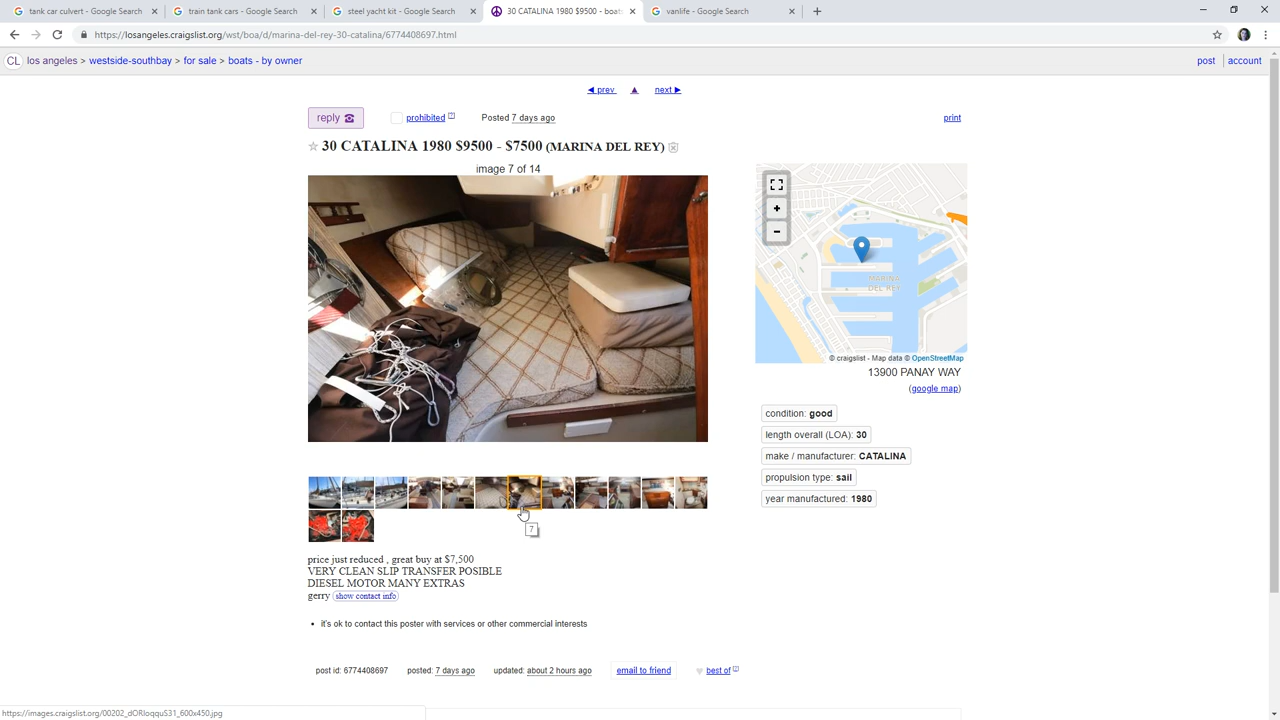 tank car culvert - Google Search
train tank cars - Google Search
steel yacht kit - Google Search
30 CATALINA 1980 $9500 - boats
vanlife - Google Search
https://losangeles.craigslist.org/wst/boa/d/marina-del-rey-30-catalina/6774408697.html
CL los angeles > westside-southbay > for sale > boats - by owner
post account
◀ prev ▲ next ▶
reply ☎ prohibited [?] Posted 7 days ago print
☆ 30 CATALINA 1980 $9500 - $7500 (MARINA DEL REY)
image 7 of 14
+
-
MARINA
DEL REY
© craigslist - Map data © OpenStreetMap
13900 PANAY WAY
(google map)
condition: good
length overall (LOA): 30
make / manufacturer: CATALINA
propulsion type: sail
year manufactured: 1980
7
price just reduced , great buy at $7,500
VERY CLEAN SLIP TRANSFER POSIBLE
DIESEL MOTOR MANY EXTRAS
gerry show contact info
• it's ok to contact this poster with services or other commercial interests
post id: 6774408697 posted: 7 days ago updated: about 2 hours ago email to friend ♥ best of [?]
https://images.craigslist.org/00202_dORloqquS31_600x450.jpg